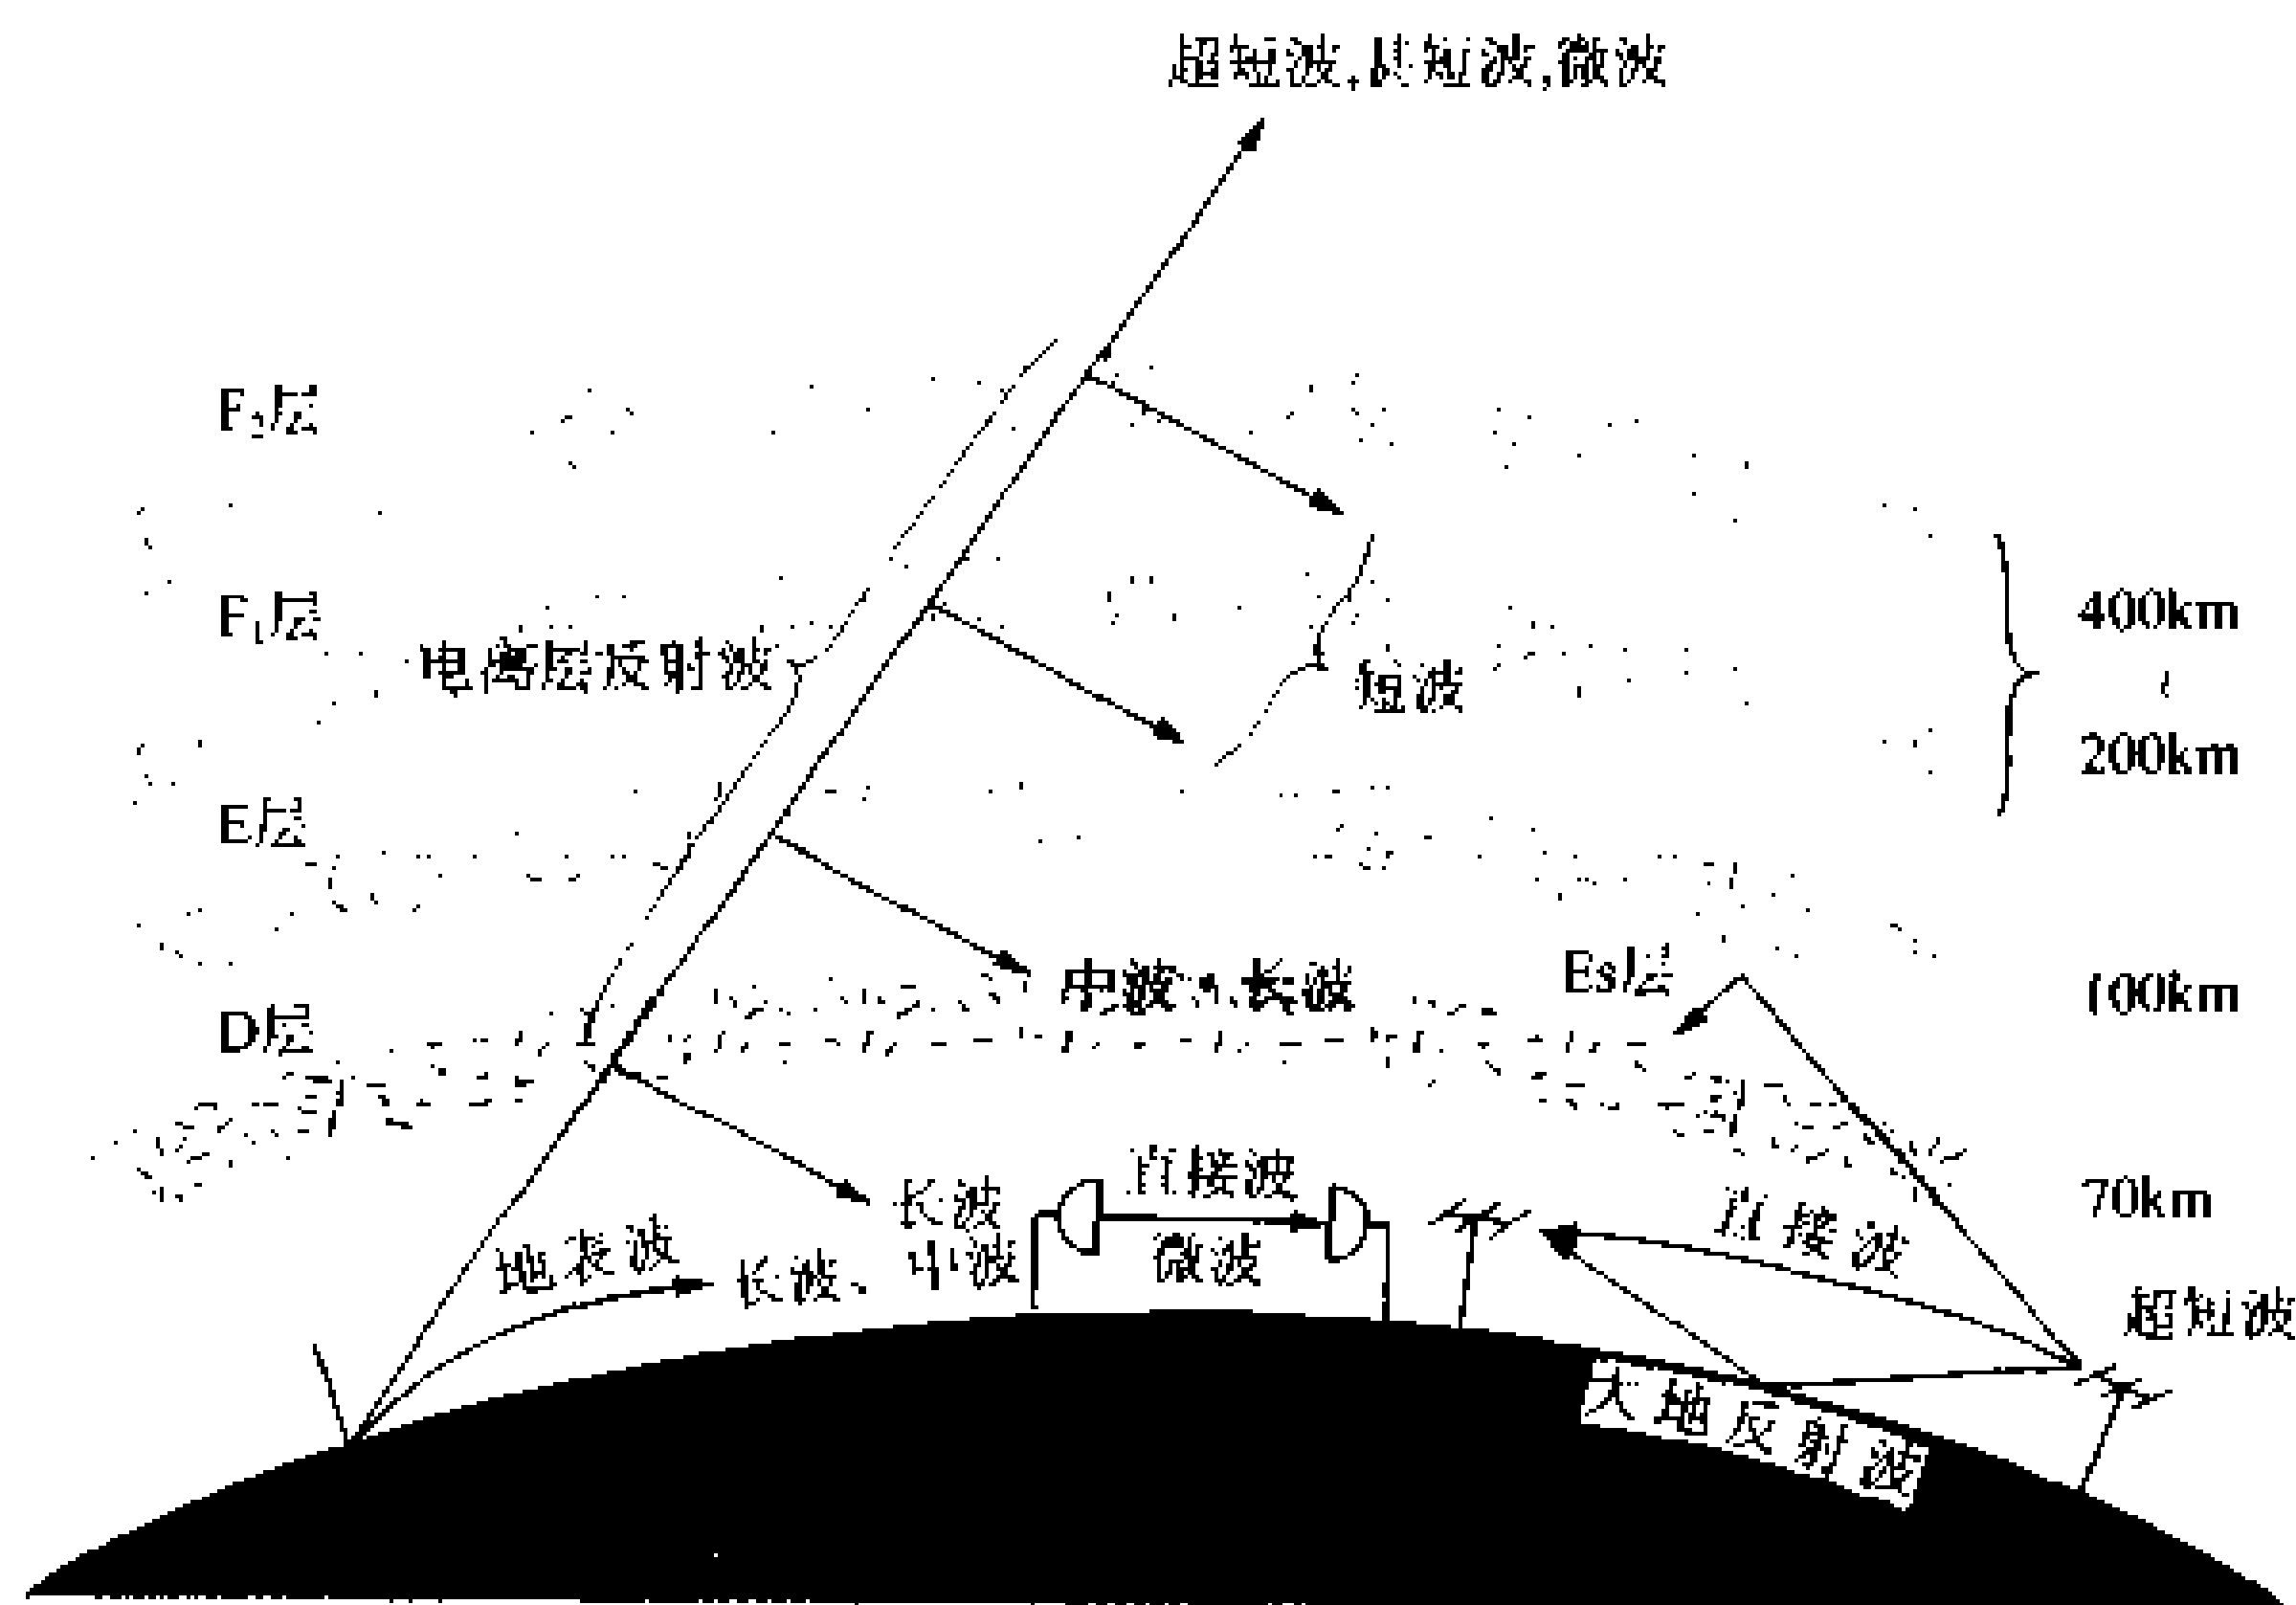 超短波,超短波,微波
F₂层
F₁层
400km
~
200km
电离层反射波
短波
E层
中波·长波
Es层
100km
D层
70km
直接波
微波
长波
地表波
长波、中波
直接波
超短波
大地反射波